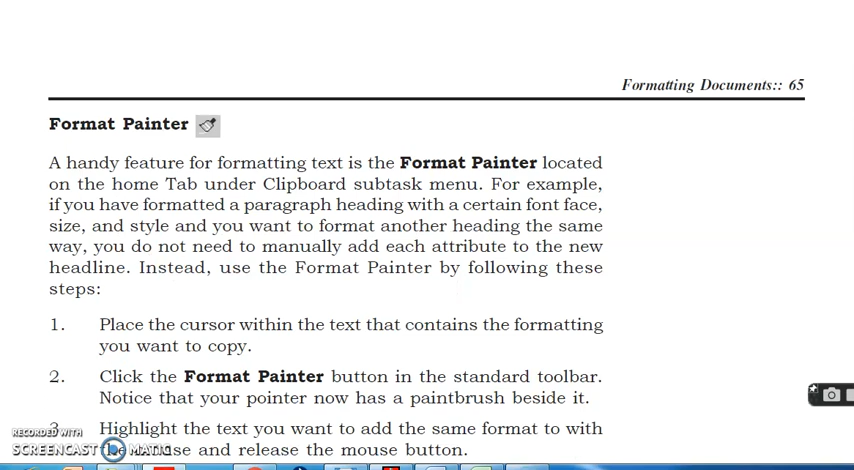 Formatting Documents:: 65
Format Painter
A handy feature for formatting text is the Format Painter located
on the home Tab under Clipboard subtask menu. For example,
if you have formatted a paragraph heading with a certain font face,
size, and style and you want to format another heading the same
way, you do not need to manually add each attribute to the new
headline. Instead, use the Format Painter by following these
steps:
1. Place the cursor within the text that contains the formatting
you want to copy.
2. Click the Format Painter button in the standard toolbar.
Notice that your pointer now has a paintbrush beside it.
3. Highlight the text you want to add the same format to with
the mouse and release the mouse button.
RECORDED WITH
SCREENCAST MATIC